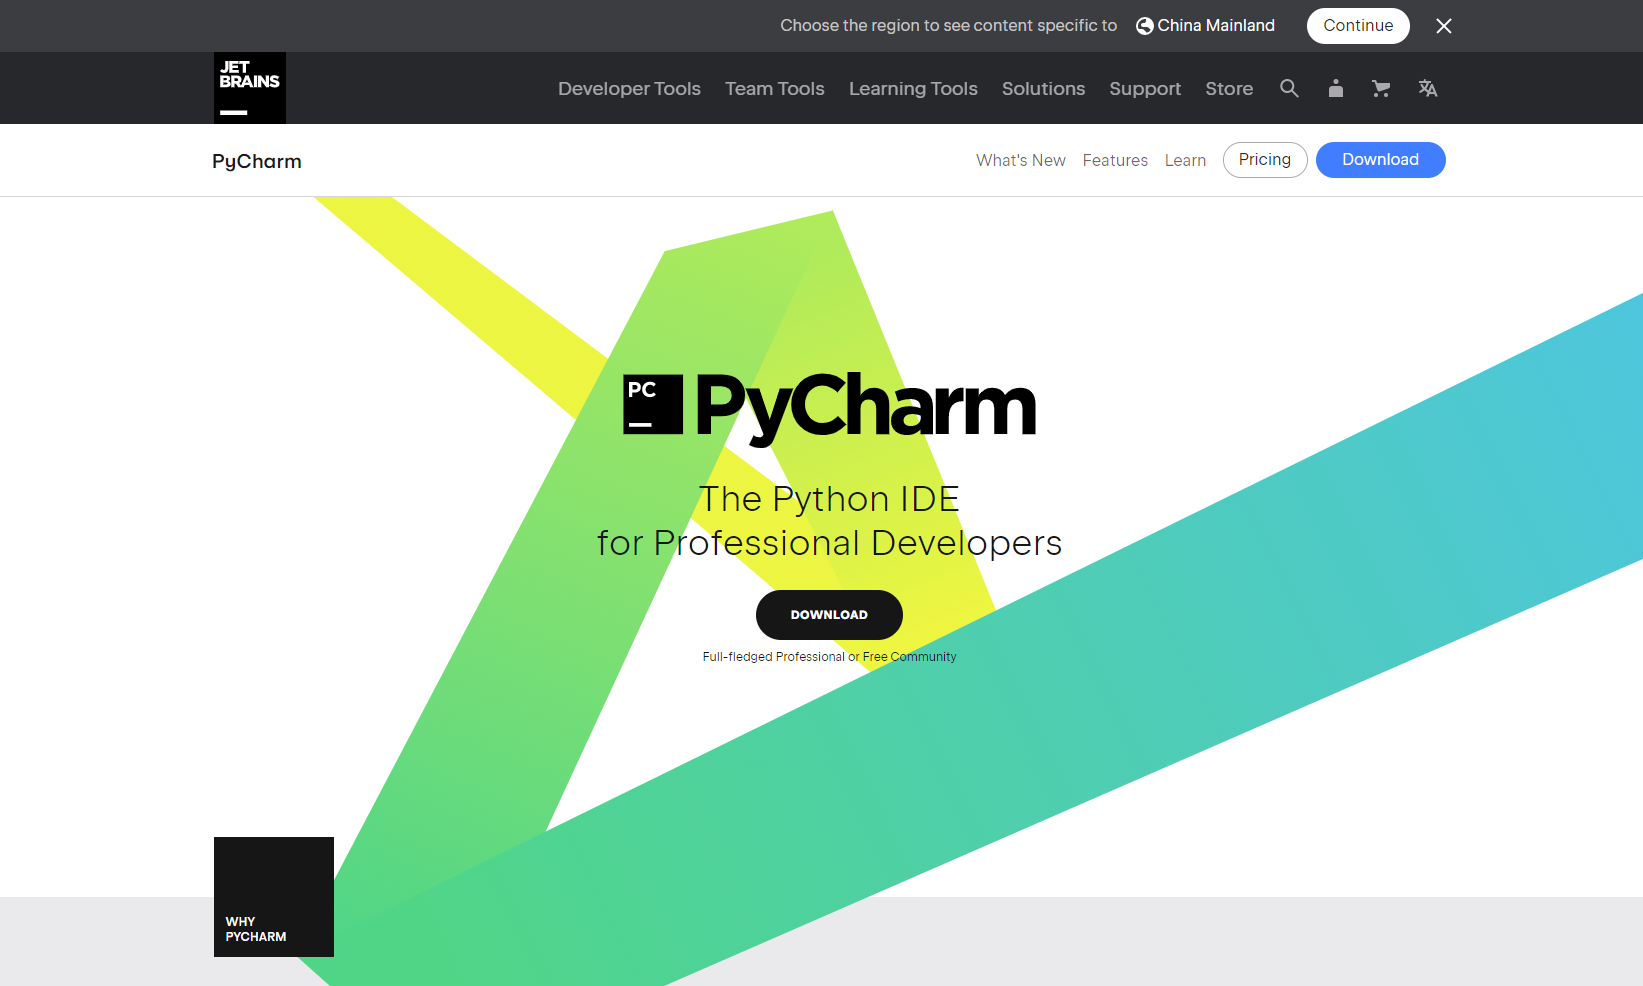 Choose the region to see content specific to China Mainland Continue
JET
BRAINS
Developer Tools Team Tools Learning Tools Solutions Support Store
PyCharm What's New Features Learn Pricing Download
PC PyCharm
The Python IDE
for Professional Developers
DOWNLOAD
Full-fledged Professional or Free Community
WHY
PYCHARM